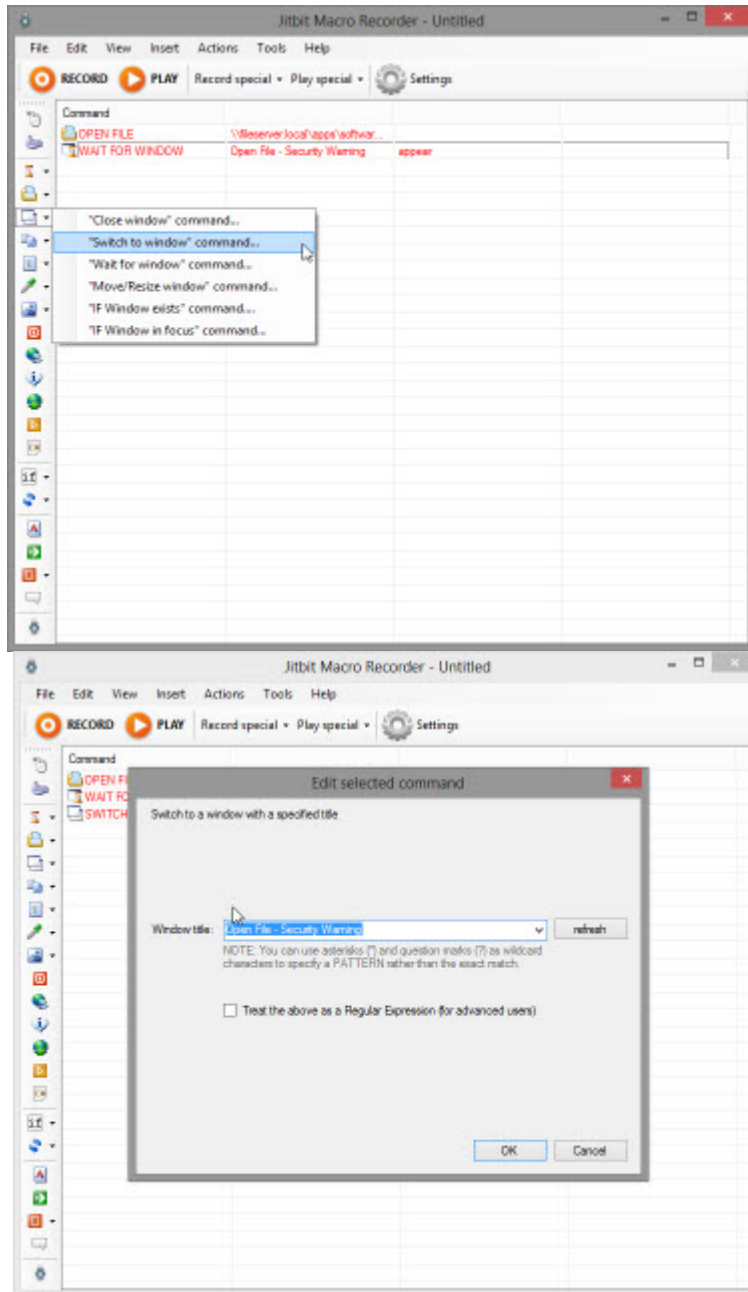 Jitbit Macro Recorder - Untitled
File Edit View Insert Actions Tools Help
RECORD PLAY Record special Play special Settings
Command
OPEN FILE \\fileserver.local\apps\softwar...
WAIT FOR WINDOW Open File - Security Warning appear
"Close window" command...
"Switch to window" command...
"Wait for window" command...
"Move/Resize window" command...
"IF Window exists" command...
"IF Window in focus" command...
if
Jitbit Macro Recorder - Untitled
File Edit View Insert Actions Tools Help
RECORD PLAY Record special Play special Settings
Command
OPEN FI
WAIT FO
SWITCH
Edit selected command
Switch to a window with a specified title
Window title: Open File - Security Warning refresh
NOTE: You can use asterisks (*) and question marks (?) as wildcard
characters to specify a PATTERN rather than the exact match.
Treat the above as a Regular Expression (for advanced users)
OK Cancel
if